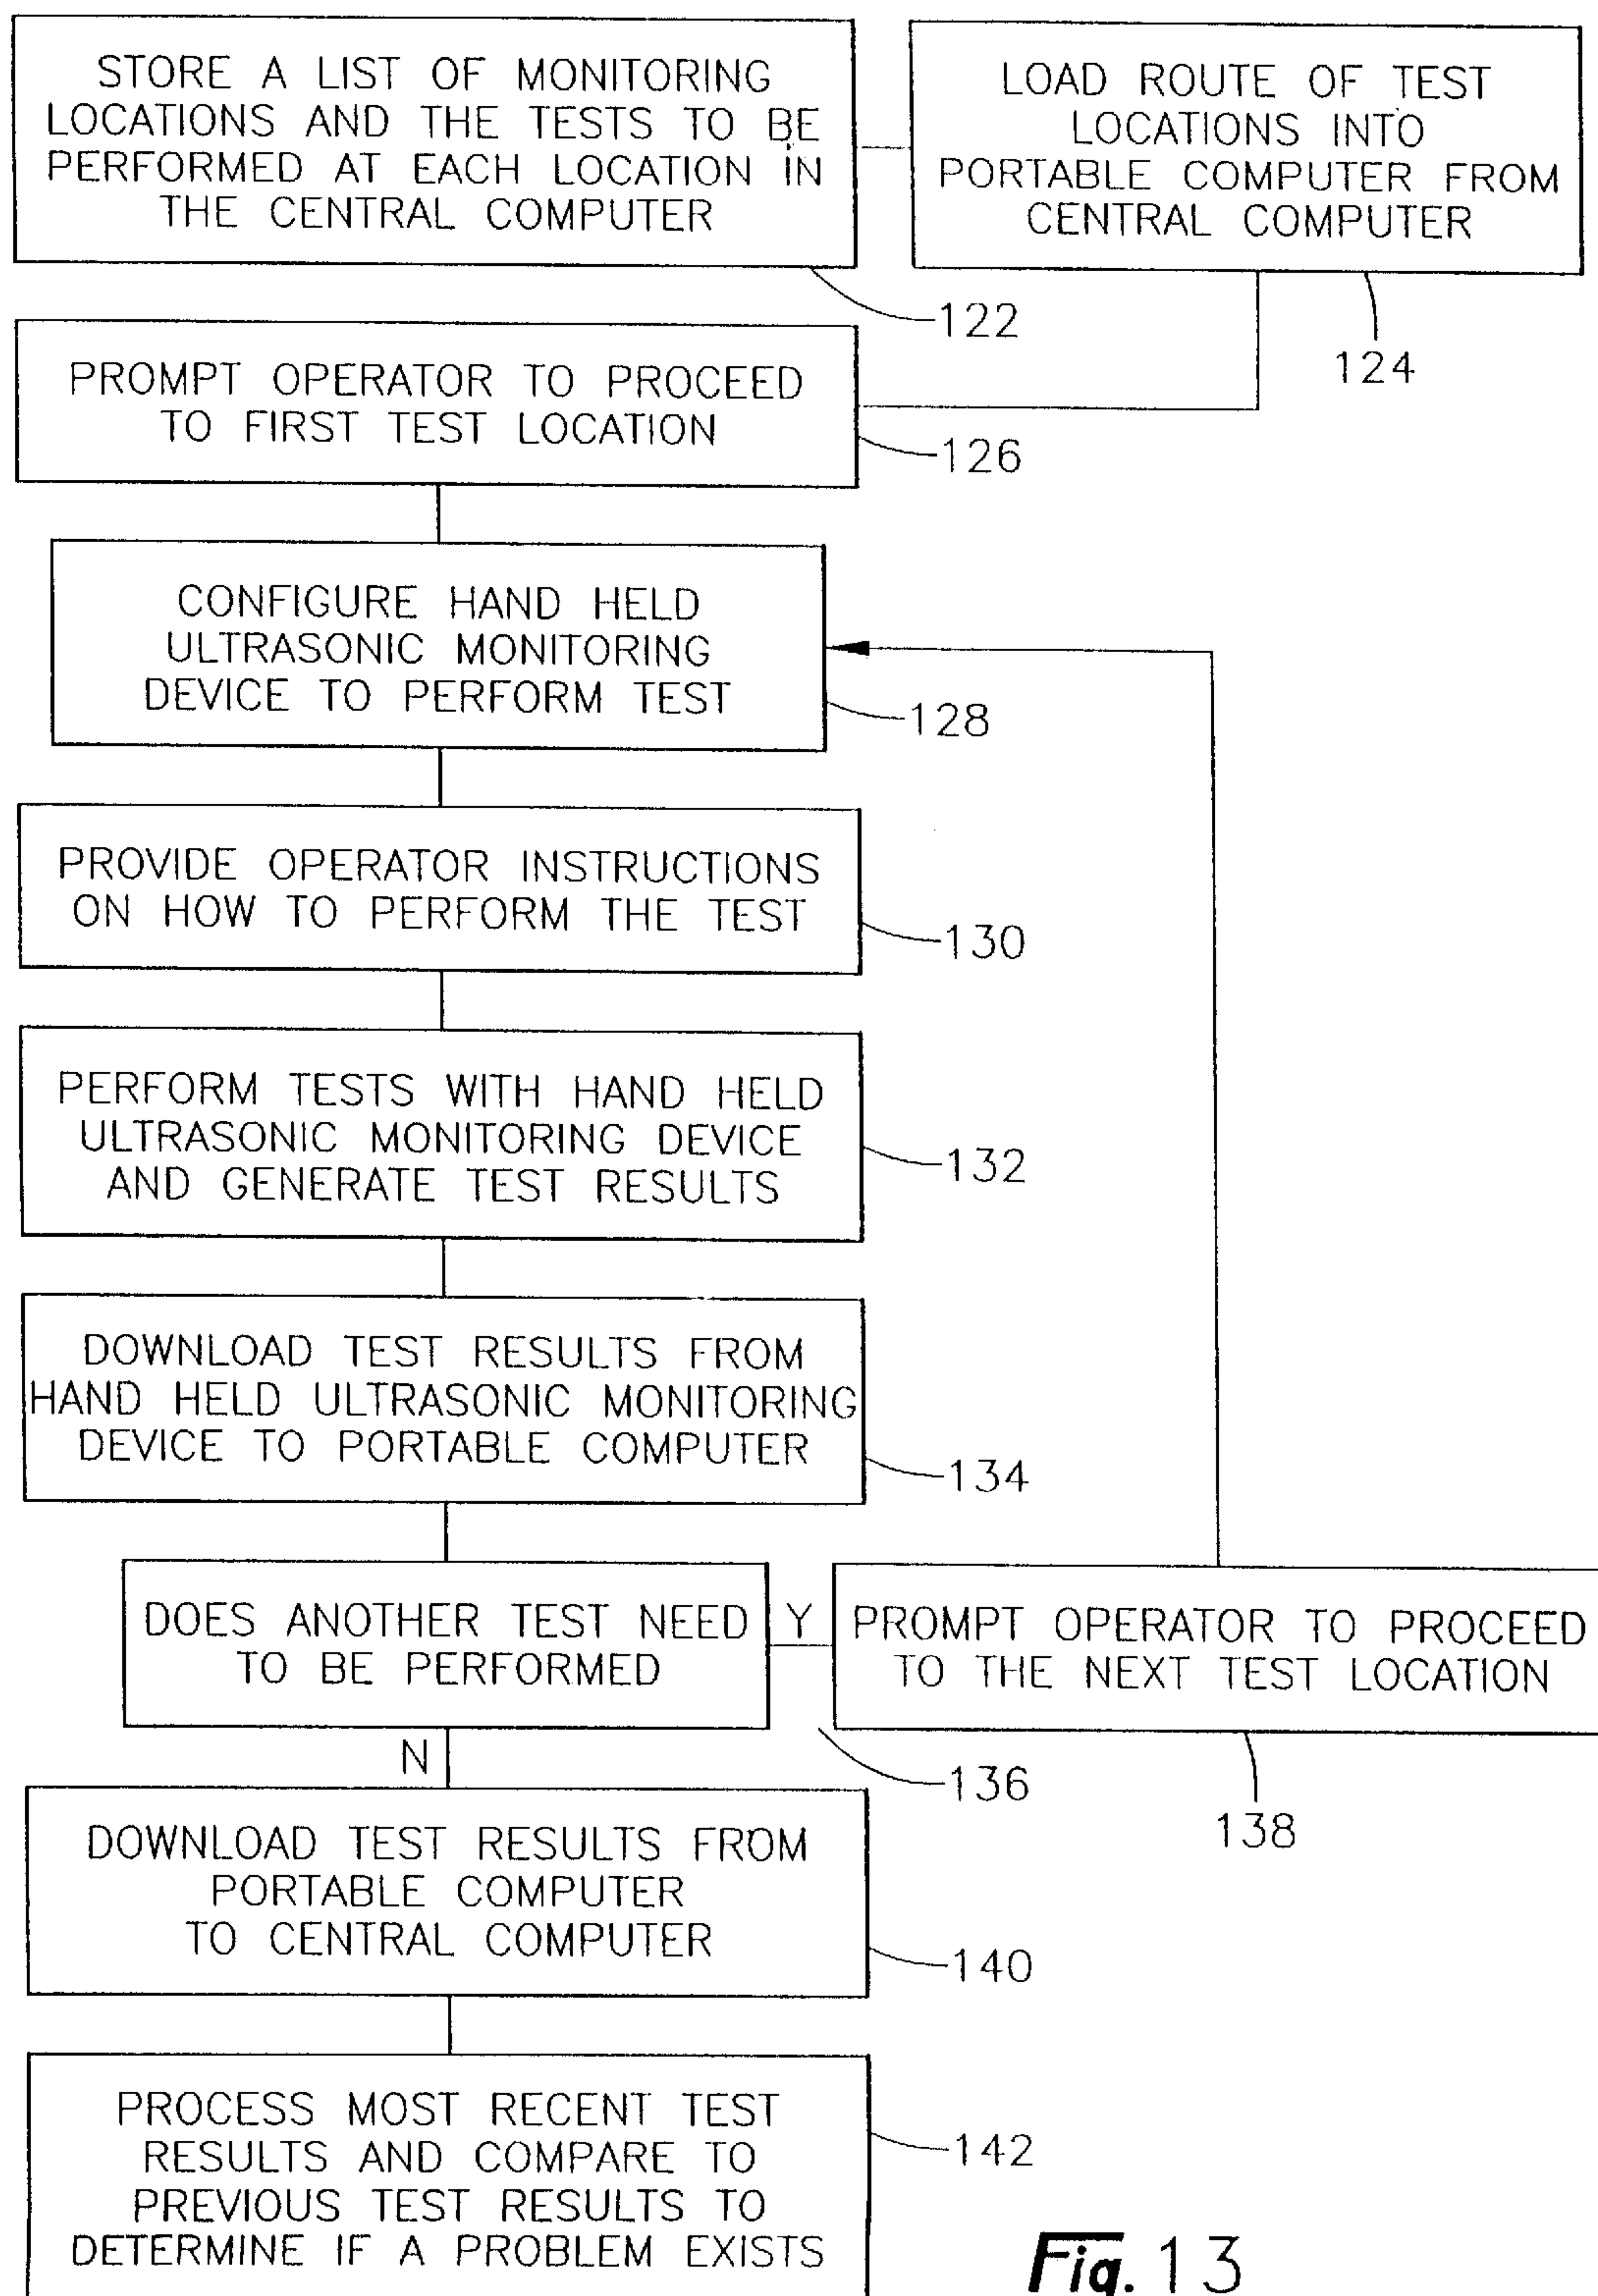 STORE A LIST OF MONITORING
LOCATIONS AND THE TESTS TO BE
PERFORMED AT EACH LOCATION IN
THE CENTRAL COMPUTER
122
LOAD ROUTE OF TEST
LOCATIONS INTO
PORTABLE COMPUTER FROM
CENTRAL COMPUTER
124
PROMPT OPERATOR TO PROCEED
TO FIRST TEST LOCATION
126
CONFIGURE HAND HELD
ULTRASONIC MONITORING
DEVICE TO PERFORM TEST
128
PROVIDE OPERATOR INSTRUCTIONS
ON HOW TO PERFORM THE TEST
130
PERFORM TESTS WITH HAND HELD
ULTRASONIC MONITORING DEVICE
AND GENERATE TEST RESULTS
132
DOWNLOAD TEST RESULTS FROM
HAND HELD ULTRASONIC MONITORING
DEVICE TO PORTABLE COMPUTER
134
DOES ANOTHER TEST NEED
TO BE PERFORMED
136
Y
PROMPT OPERATOR TO PROCEED
TO THE NEXT TEST LOCATION
138
N
DOWNLOAD TEST RESULTS FROM
PORTABLE COMPUTER
TO CENTRAL COMPUTER
140
PROCESS MOST RECENT TEST
RESULTS AND COMPARE TO
PREVIOUS TEST RESULTS TO
DETERMINE IF A PROBLEM EXISTS
142
Fig. 13